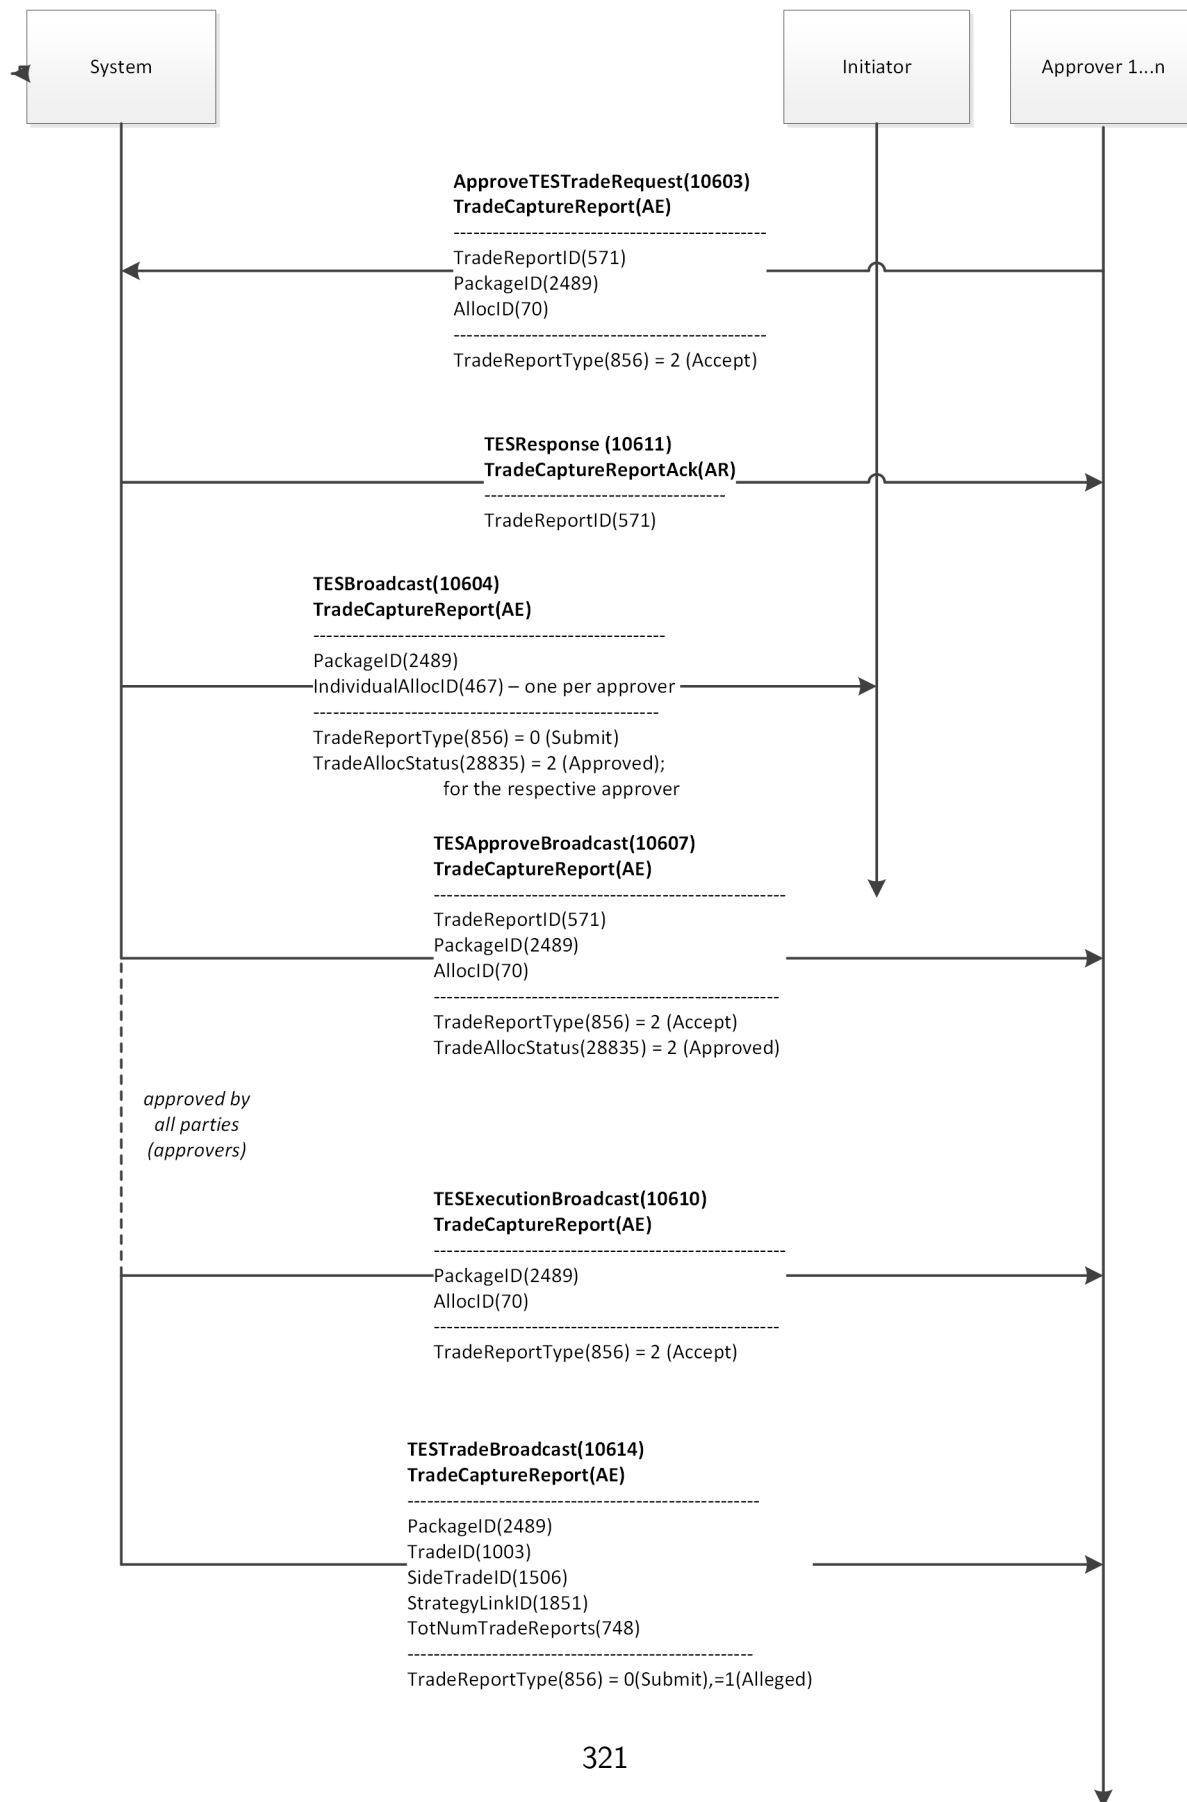 System
Initiator
Approver 1...n
ApproveTESTradeRequest(10603)
TradeCaptureReport(AE)
------------------------------------------------
TradeReportID(571)
PackageID(2489)
AllocID(70)
------------------------------------------------
TradeReportType(856) = 2 (Accept)
TESResponse (10611)
TradeCaptureReportAck(AR)
-------------------------------------
TradeReportID(571)
TESBroadcast(10604)
TradeCaptureReport(AE)
------------------------------------------------------
PackageID(2489)
IndividualAllocID(467) – one per approver
-----------------------------------------------------
TradeReportType(856) = 0 (Submit)
TradeAllocStatus(28835) = 2 (Approved);
for the respective approver
TESApproveBroadcast(10607)
TradeCaptureReport(AE)
------------------------------------------------------
TradeReportID(571)
PackageID(2489)
AllocID(70)
-----------------------------------------------------
TradeReportType(856) = 2 (Accept)
TradeAllocStatus(28835) = 2 (Approved)
approved by
all parties
(approvers)
TESExecutionBroadcast(10610)
TradeCaptureReport(AE)
------------------------------------------------------
PackageID(2489)
AllocID(70)
-----------------------------------------------------
TradeReportType(856) = 2 (Accept)
TESTradeBroadcast(10614)
TradeCaptureReport(AE)
------------------------------------------------------
PackageID(2489)
TradeID(1003)
SideTradeID(1506)
StrategyLinkID(1851)
TotNumTradeReports(748)
-----------------------------------------------------
TradeReportType(856) = 0(Submit),=1(Alleged)
321